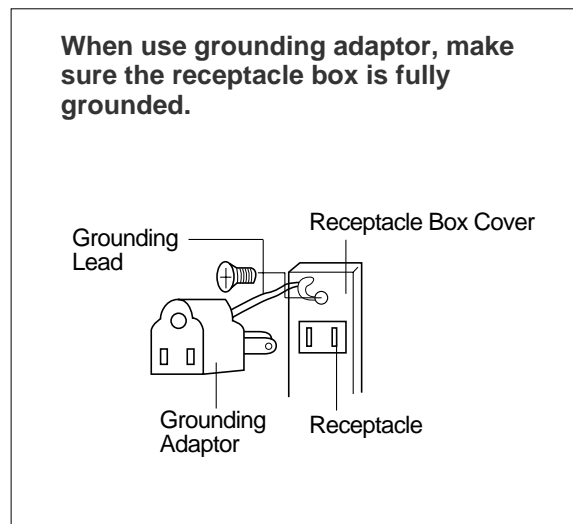 When use grounding adaptor, make
sure the receptacle box is fully
grounded.
Receptacle Box Cover
Grounding
Lead
Grounding
Adaptor
Receptacle